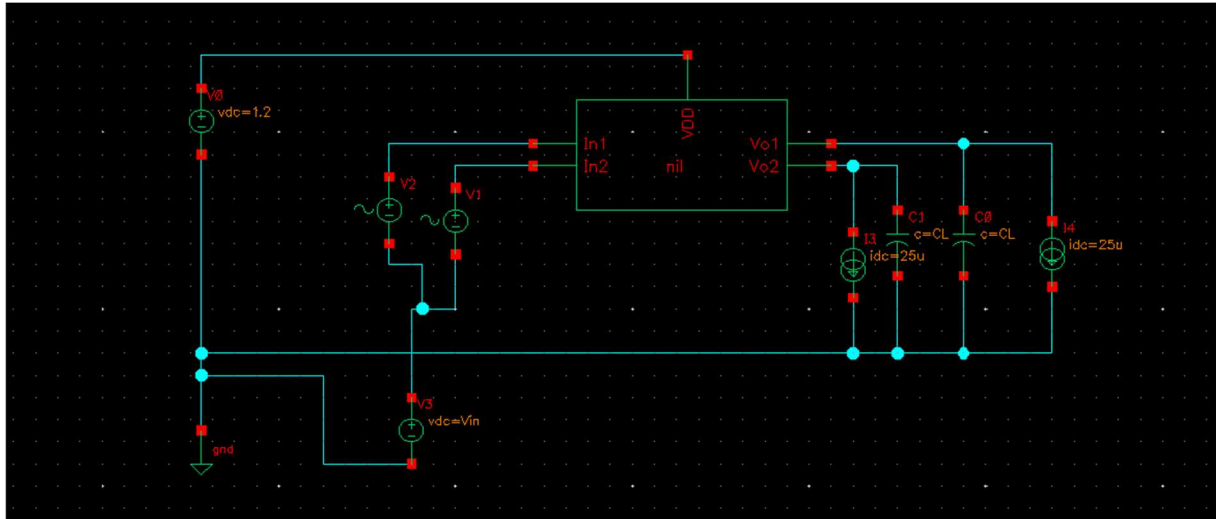 V0
vdc=1.2
VDD
In1
In2
nil
Vo1
Vo2
V2
V1
C1
c=CL
C0
c=CL
I3
idc=25u
I4
idc=25u
V3
vdc=Vin
gnd